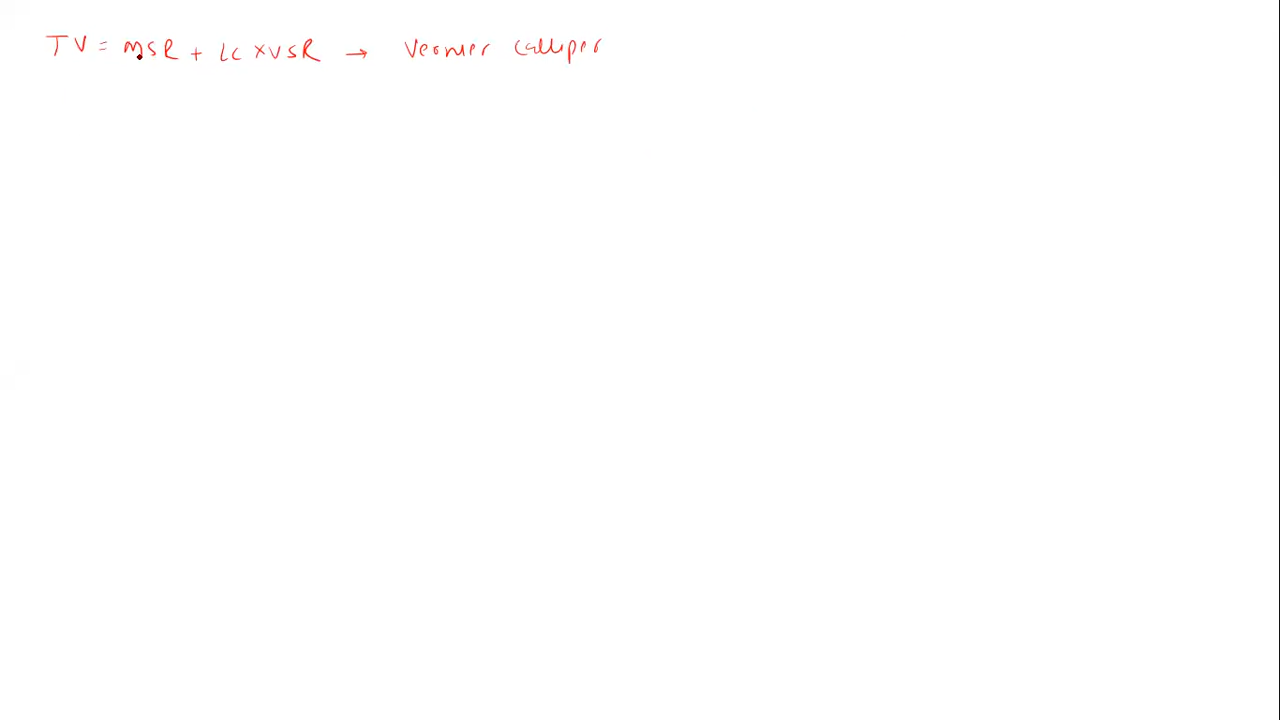 TV = MSR + LC × VSR → Vernier calliper